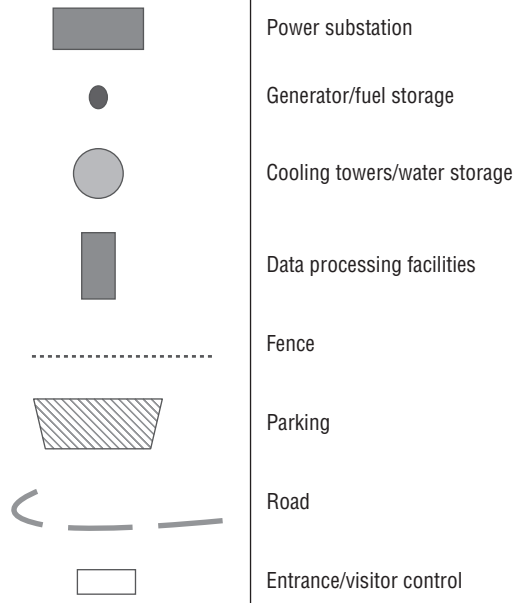 Power substation
Generator/fuel storage
Cooling towers/water storage
Data processing facilities
Fence
Parking
Road
Entrance/visitor control